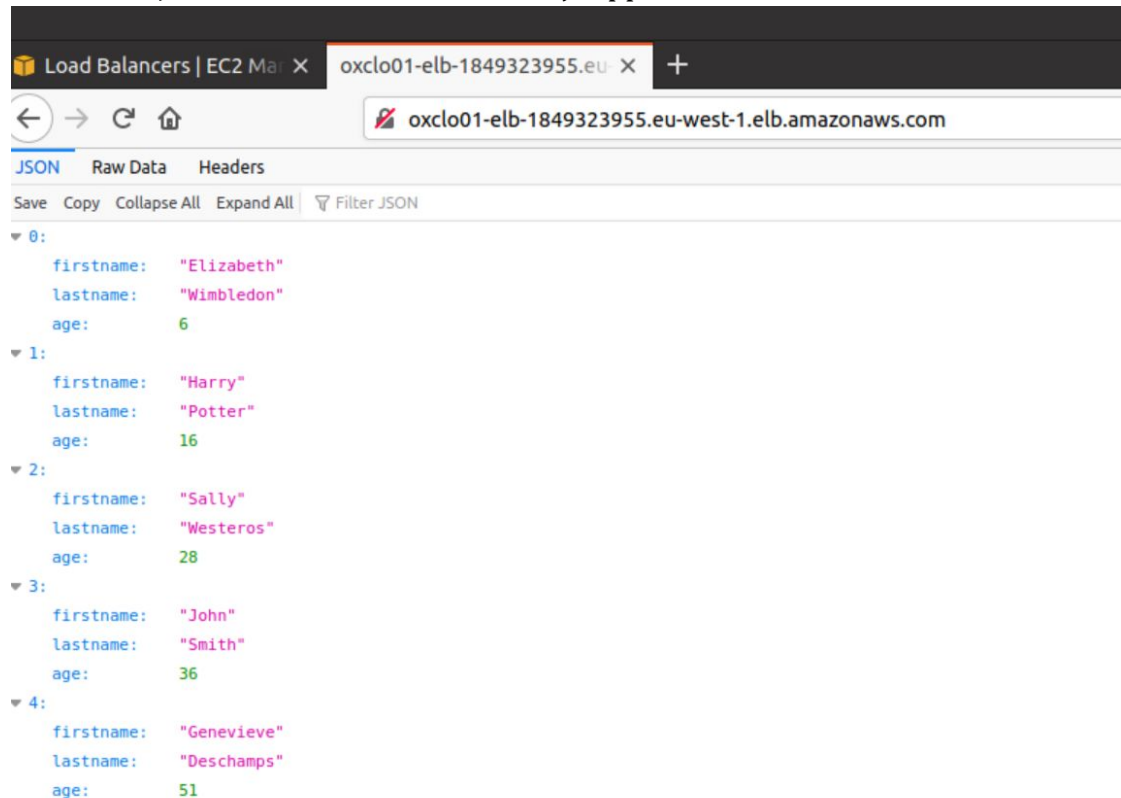 Load Balancers | EC2 Mar
oxclo01-elb-1849323955.eu-
oxclo01-elb-1849323955.eu-west-1.elb.amazonaws.com
JSON Raw Data Headers
Save Copy Collapse All Expand All Filter JSON
0:
firstname: "Elizabeth"
lastname: "Wimbledon"
age: 6
1:
firstname: "Harry"
lastname: "Potter"
age: 16
2:
firstname: "Sally"
lastname: "Westeros"
age: 28
3:
firstname: "John"
lastname: "Smith"
age: 36
4:
firstname: "Genevieve"
lastname: "Deschamps"
age: 51